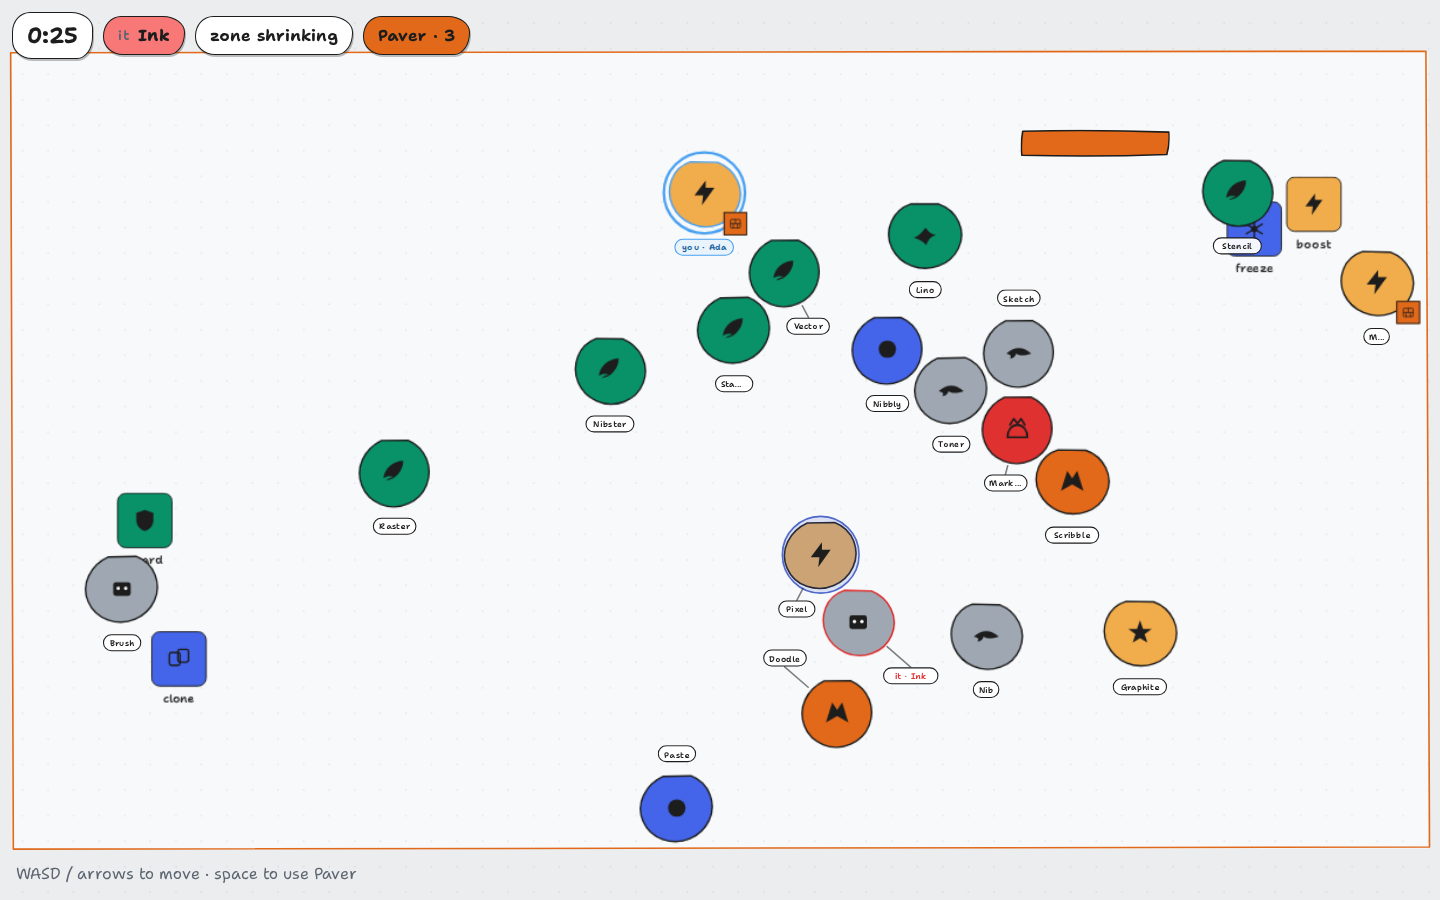 0:25
it Ink
zone shrinking
Paver · 3
you · Ada
Vector
Sta...
Nibster
Lino
Sketch
Nibbly
Toner
Mark...
Scribble
Stencil
freeze
boost
M...
Raster
Brush
clone
Pixel
it · Ink
Doodle
Nib
Graphite
Paste
WASD / arrows to move · space to use Paver